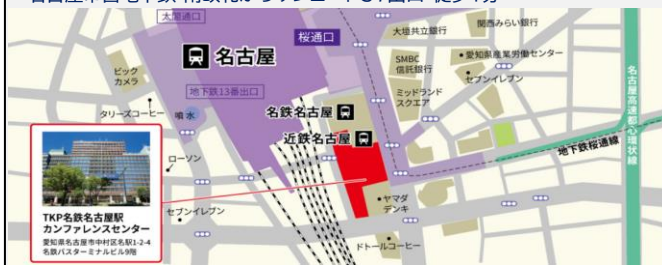 太閤通口
桜通口
大垣共立銀行
関西みらい銀行
名古屋
SMBC
信託銀行
愛知県産業労働センター
セブンイレブン
ビック
カメラ
地下鉄13番出口
ミッドランド
スクエア
タリーズコーヒー
噴水
名鉄名古屋
近鉄名古屋
名古屋高速都心環状線
地下鉄桜通線
ローソン
セブンイレブン
ヤマダ
デンキ
ドトールコーヒー
TKP名鉄名古屋駅
カンファレンスセンター
愛知県名古屋市中村区名駅1-2-4
名鉄バスターミナルビル9階